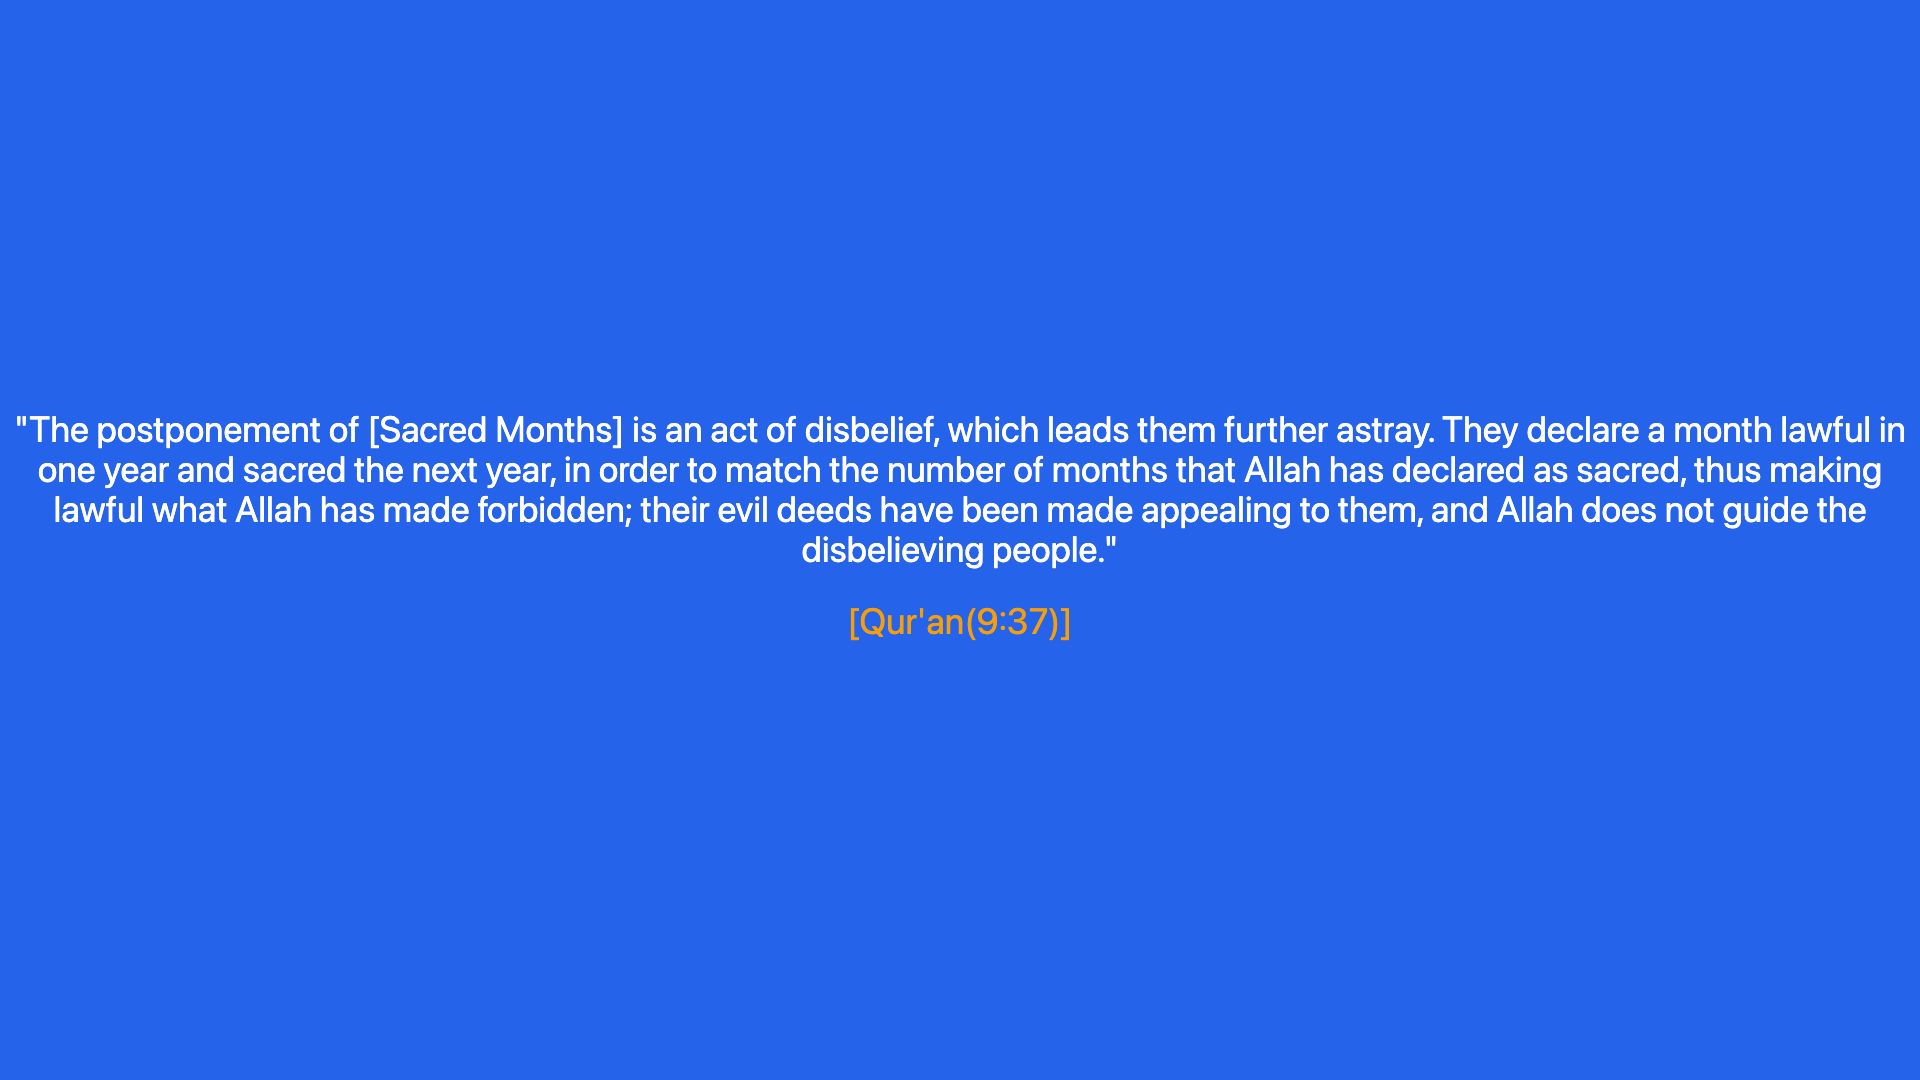 "The postponement of [Sacred Months] is an act of disbelief, which leads them further astray. They declare a month lawful in
one year and sacred the next year, in order to match the number of months that Allah has declared as sacred, thus making
lawful what Allah has made forbidden; their evil deeds have been made appealing to them, and Allah does not guide the
disbelieving people."
[Qur'an(9:37)]